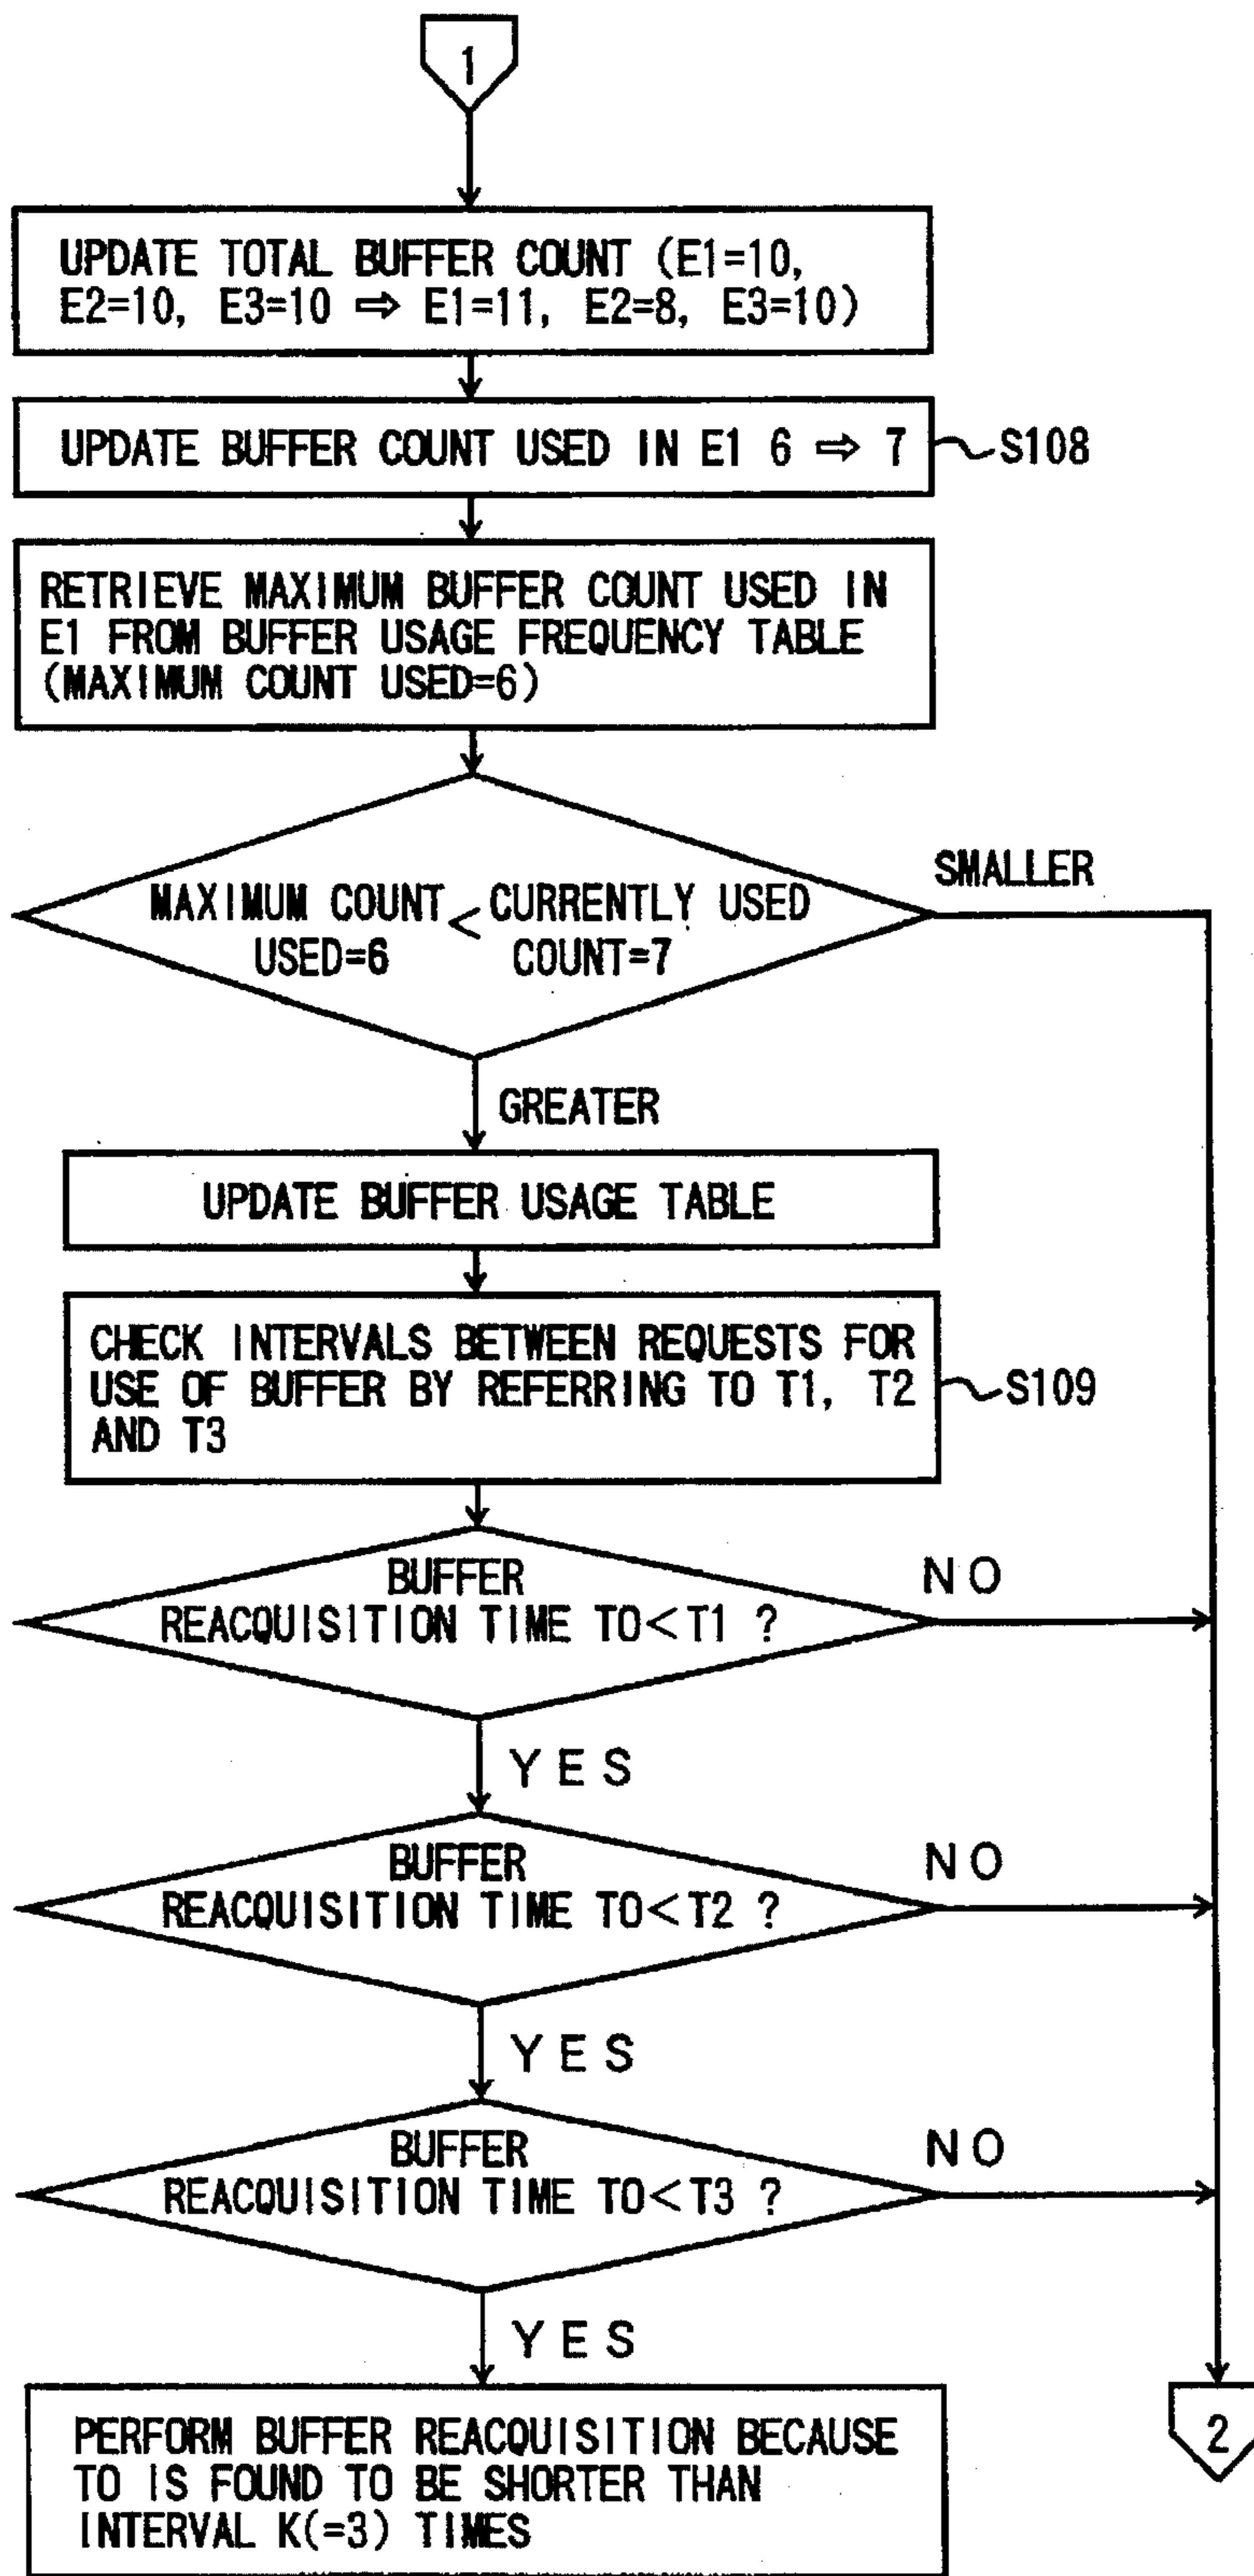 1
UPDATE TOTAL BUFFER COUNT (E1=10,
E2=10, E3=10 ⇨ E1=11, E2=8, E3=10)
UPDATE BUFFER COUNT USED IN E1 6 ⇨ 7
S108
RETRIEVE MAXIMUM BUFFER COUNT USED IN
E1 FROM BUFFER USAGE FREQUENCY TABLE
(MAXIMUM COUNT USED=6)
SMALLER
MAXIMUM COUNT < CURRENTLY USED
USED=6 COUNT=7
GREATER
UPDATE BUFFER USAGE TABLE
CHECK INTERVALS BETWEEN REQUESTS FOR
USE OF BUFFER BY REFERRING TO T1, T2
AND T3
S109
BUFFER
REACQUISITION TIME T0<T1 ?
NO
YES
BUFFER
REACQUISITION TIME T0<T2 ?
NO
YES
BUFFER
REACQUISITION TIME T0<T3 ?
NO
YES
PERFORM BUFFER REACQUISITION BECAUSE
T0 IS FOUND TO BE SHORTER THAN
INTERVAL K(=3) TIMES
2